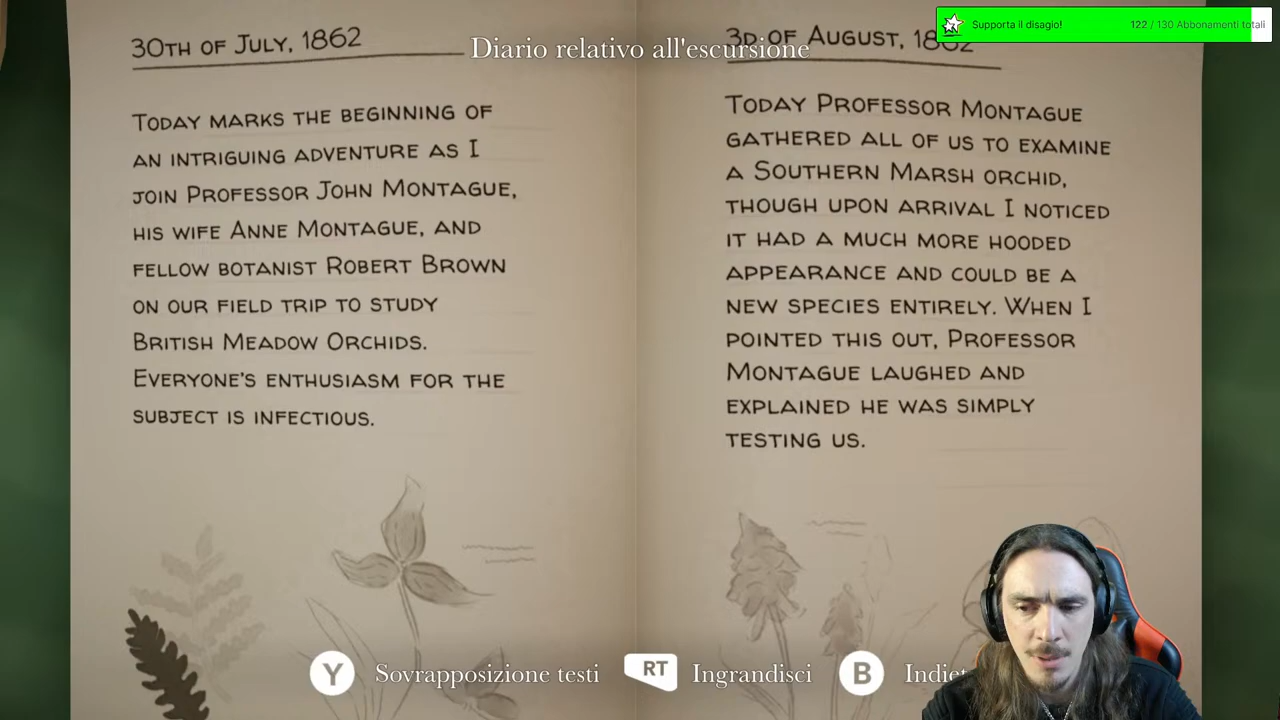 Supporta il disagio! 122 / 130 Abbonamenti totali
Diario relativo all'escursione
30th of July, 1862
Today marks the beginning of
an intriguing adventure as I
join Professor John Montague,
his wife Anne Montague, and
fellow botanist Robert Brown
on our field trip to study
British Meadow Orchids.
Everyone's enthusiasm for the
subject is infectious.
3d of August, 1862
Today Professor Montague
gathered all of us to examine
a Southern Marsh orchid,
though upon arrival I noticed
it had a much more hooded
appearance and could be a
new species entirely. When I
pointed this out, Professor
Montague laughed and
explained he was simply
testing us.
Y Sovrapposizione testi RT Ingrandisci B